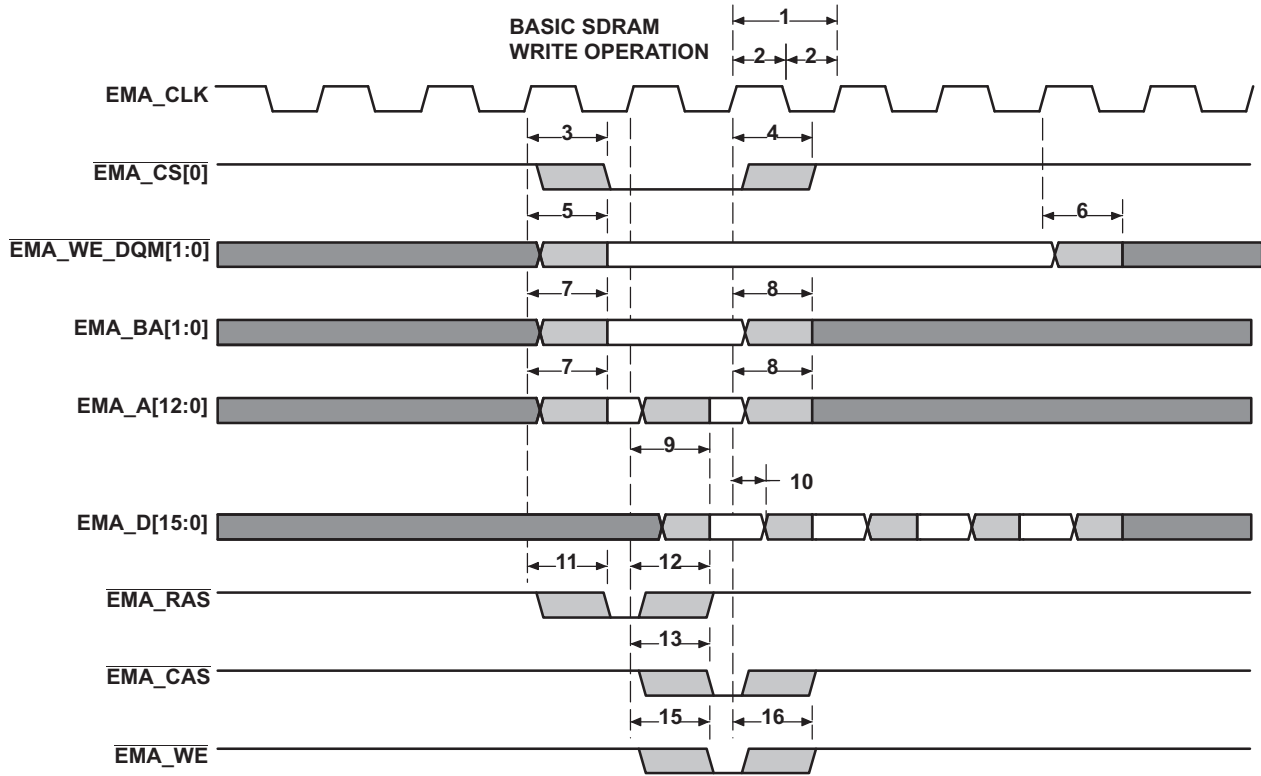 BASIC SDRAM
WRITE OPERATION
1
2 2
EMA_CLK
3 4
EMA_CS[0]
5 6
EMA_WE_DQM[1:0]
7 8
EMA_BA[1:0]
7 8
EMA_A[12:0]
9
10
EMA_D[15:0]
11 12
EMA_RAS
13
EMA_CAS
15 16
EMA_WE